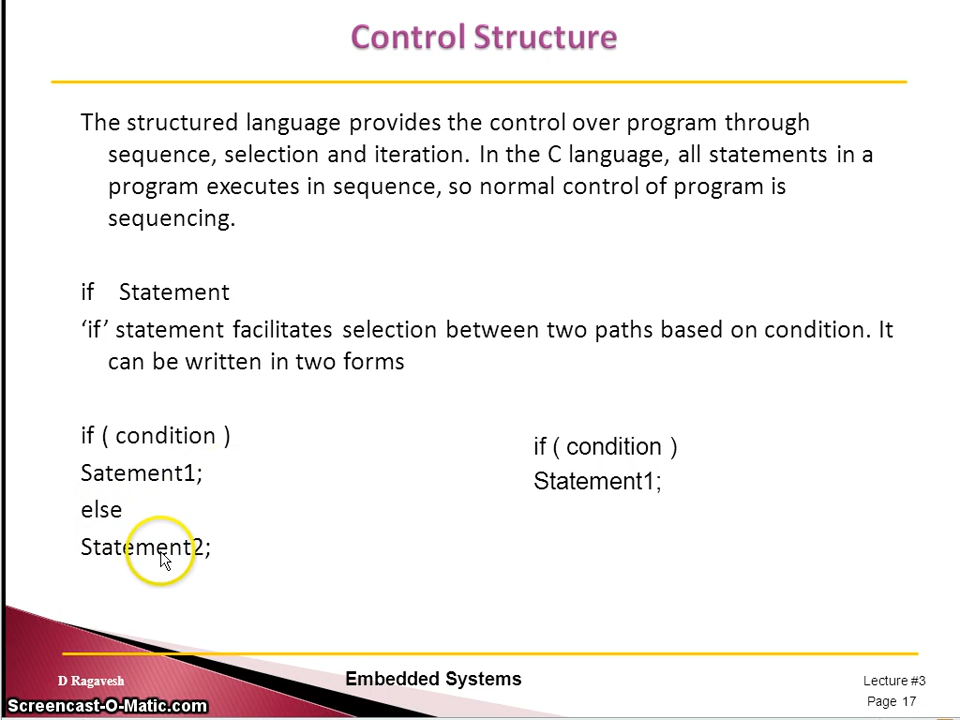 Control Structure
The structured language provides the control over program through
sequence, selection and iteration. In the C language, all statements in a
program executes in sequence, so normal control of program is
sequencing.
if Statement
‘if’ statement facilitates selection between two paths based on condition. It
can be written in two forms
if ( condition )
Satement1;
else
Statement2;
if ( condition )
Statement1;
D Ragavesh
Embedded Systems
Lecture #3
Page 17
Screencast-O-Matic.com